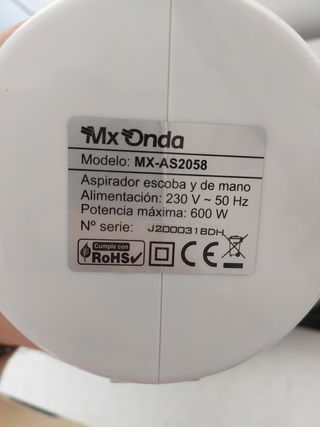 Mx Onda
Modelo: MX-AS2058
Aspirador escoba y de mano
Alimentación: 230 V ~ 50 Hz
Potencia máxima: 600 W
Nº serie: J2000318DH
Cumple con
RoHS
CE